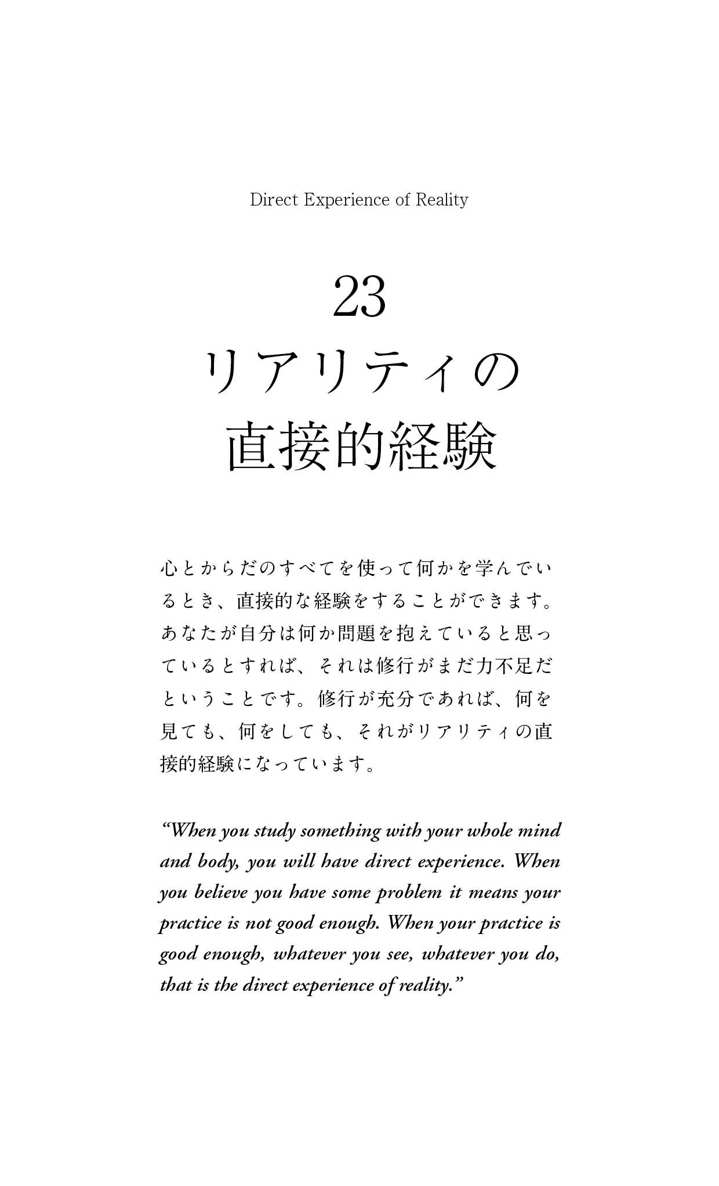 Direct Experience of Reality
23
リアリティの
直接的経験
心とからだのすべてを使って何かを学んでい
るとき、直接的な経験をすることができます。
あなたが自分は何か問題を抱えていると思っ
ているとすれば、それは修行がまだ力不足だ
ということです。修行が充分であれば、何を
見ても、何をしても、それがリアリティの直
接的経験になっています。
“When you study something with your whole mind
and body, you will have direct experience. When
you believe you have some problem it means your
practice is not good enough. When your practice is
good enough, whatever you see, whatever you do,
that is the direct experience of reality.”